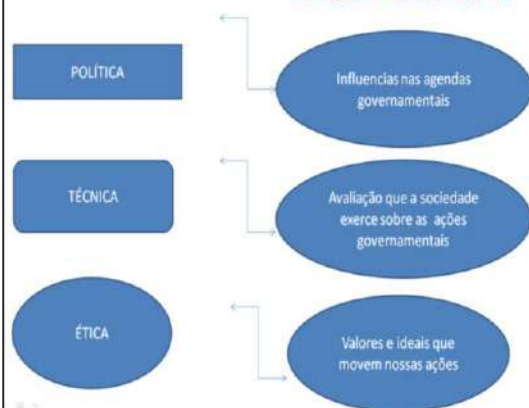 POLÍTICA
Influencias nas agendas
governamentais
TÉCNICA
Avaliação que a sociedade
exerce sobre as ações
governamentais
ÉTICA
Valores e ideais que
movem nossas ações